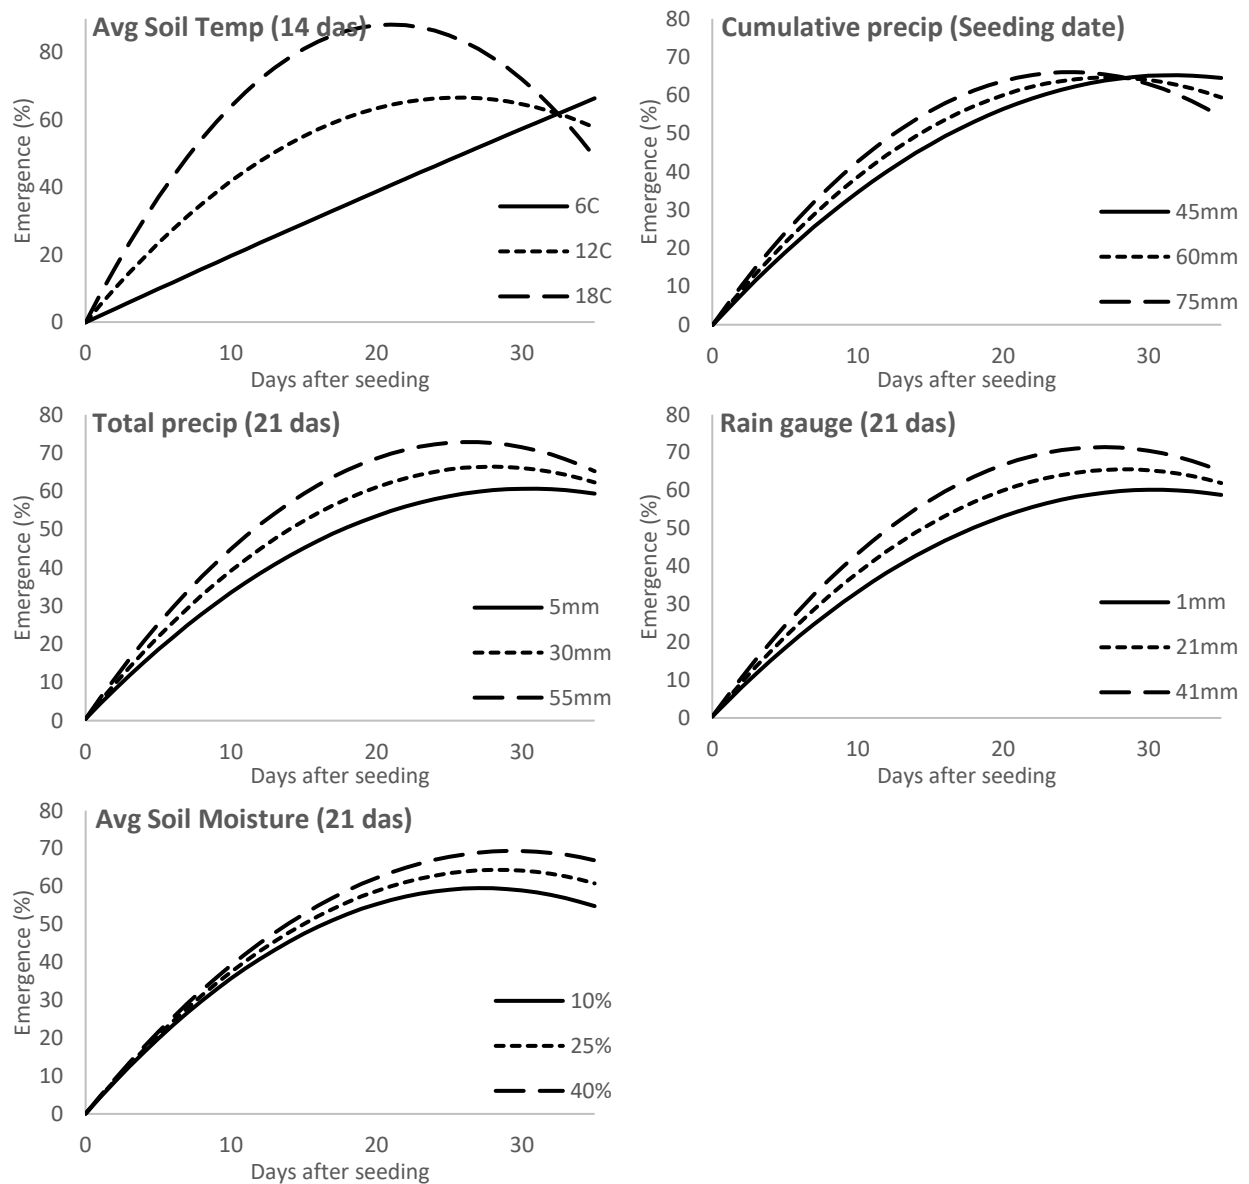 Avg Soil Temp (14 das)
80
60
40
20
0
Emergence (%)
6C
12C
18C
0 10 20 30
Days after seeding
Cumulative precip (Seeding date)
80
70
60
50
40
30
20
10
0
Emergence (%)
45mm
60mm
75mm
0 10 20 30
Days after seeding
Total precip (21 das)
80
70
60
50
40
30
20
10
0
Emergence (%)
5mm
30mm
55mm
0 10 20 30
Days after seeding
Rain gauge (21 das)
80
70
60
50
40
30
20
10
0
Emergence (%)
1mm
21mm
41mm
0 10 20 30
Days after seeding
Avg Soil Moisture (21 das)
80
70
60
50
40
30
20
10
0
Emergence (%)
10%
25%
40%
0 10 20 30
Days after seeding